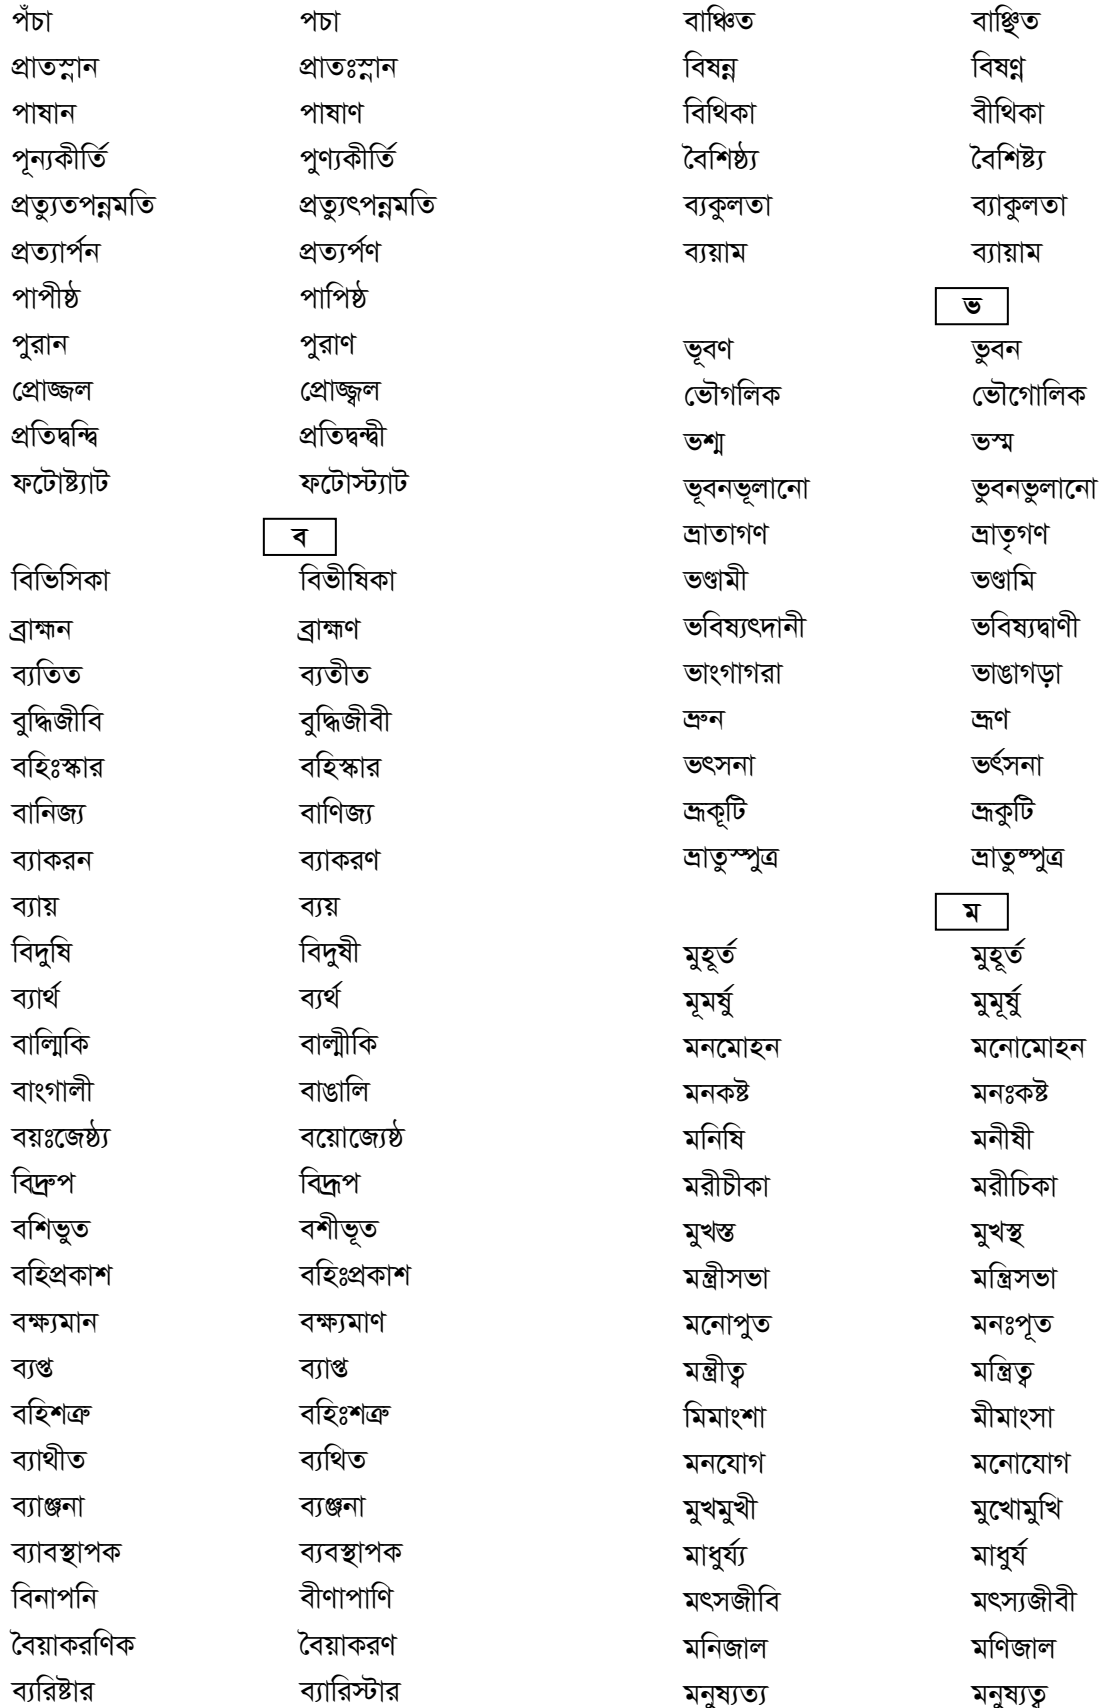 পঁচা পচা
প্রাতস্নান প্রাতঃস্নান
পাষান পাষাণ
পূন্যকীর্তি পুণ্যকীর্তি
প্রত্যুতপন্নমতি প্রত্যুৎপন্নমতি
প্রত্যার্পন প্রত্যর্পণ
পাপীষ্ঠ পাপিষ্ঠ
পুরান পুরাণ
প্রোজ্জল প্রোজ্জ্বল
প্রতিদ্বন্দ্বি প্রতিদ্বন্দ্বী
ফটোষ্ট্যাট ফটোস্ট্যাট
ব
বিভিসিকা বিভীষিকা
ব্রাহ্মন ব্রাহ্মণ
ব্যতিত ব্যতীত
বুদ্ধিজীবি বুদ্ধিজীবী
বহিঃস্কার বহিস্কার
বানিজ্য বাণিজ্য
ব্যাকরন ব্যাকরণ
ব্যায় ব্যয়
বিদুষি বিদুষী
ব্যার্থ ব্যর্থ
বাল্মিকি বাল্মীকি
বাংগালী বাঙালি
বয়ঃজেষ্ঠ্য বয়োজ্যেষ্ঠ
বিদ্রুপ বিদ্রূপ
বশিভুত বশীভূত
বহিপ্রকাশ বহিঃপ্রকাশ
বক্ষ্যমান বক্ষ্যমাণ
ব্যপ্ত ব্যাপ্ত
বহিশত্রু বহিঃশত্রু
ব্যাথীত ব্যথিত
ব্যাঞ্জনা ব্যঞ্জনা
ব্যাবস্থাপক ব্যবস্থাপক
বিনাপনি বীণাপাণি
বৈয়াকরণিক বৈয়াকরণ
ব্যরিষ্টার ব্যারিস্টার
বাঞ্চিত বাঞ্ছিত
বিষন্ন বিষণ্ণ
বিথিকা বীথিকা
বৈশিষ্ঠ্য বৈশিষ্ট্য
ব্যকুলতা ব্যাকুলতা
ব্যয়াম ব্যায়াম
ভ
ভূবণ ভুবন
ভৌগলিক ভৌগোলিক
ভশ্ম ভস্ম
ভূবনভূলানো ভুবনভুলানো
ভ্রাতাগণ ভ্রাতৃগণ
ভণ্ডামী ভণ্ডামি
ভবিষ্যৎদানী ভবিষ্যদ্বাণী
ভাংগাগরা ভাঙাগড়া
ভ্রুন ভ্রূণ
ভৎসনা ভর্ৎসনা
ভ্রূকূটি ভ্রূকুটি
ভ্রাতুস্পুত্র ভ্রাতুষ্পুত্র
ম
মুহূর্ত মুহূর্ত
মূমর্ষু মুমূর্ষু
মনমোহন মনোমোহন
মনকষ্ট মনঃকষ্ট
মনিষি মনীষী
মরীচীকা মরীচিকা
মুখস্ত মুখস্থ
মন্ত্রীসভা মন্ত্রিসভা
মনোপুত মনঃপূত
মন্ত্রীত্ব মন্ত্রিত্ব
মিমাংশা মীমাংসা
মনযোগ মনোযোগ
মুখমুখী মুখোমুখি
মাধুর্য্য মাধুর্য
মৎসজীবি মৎস্যজীবী
মনিজাল মণিজাল
মনুষ্যত্য মনুষ্যত্ব